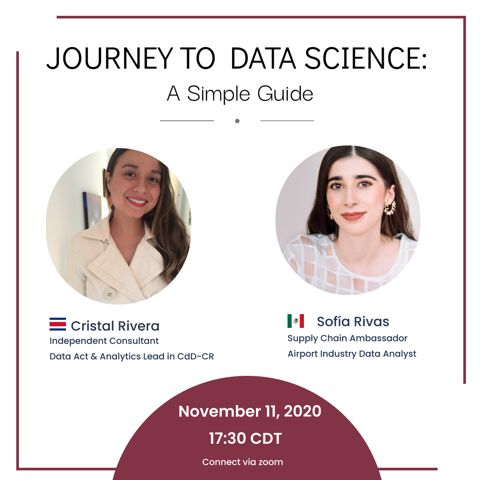 JOURNEY TO DATA SCIENCE:
A Simple Guide
Cristal Rivera
Independent Consultant
Data Act & Analytics Lead in CdD-CR
Sofía Rivas
Supply Chain Ambassador
Airport Industry Data Analyst
November 11, 2020
17:30 CDT
Connect via zoom